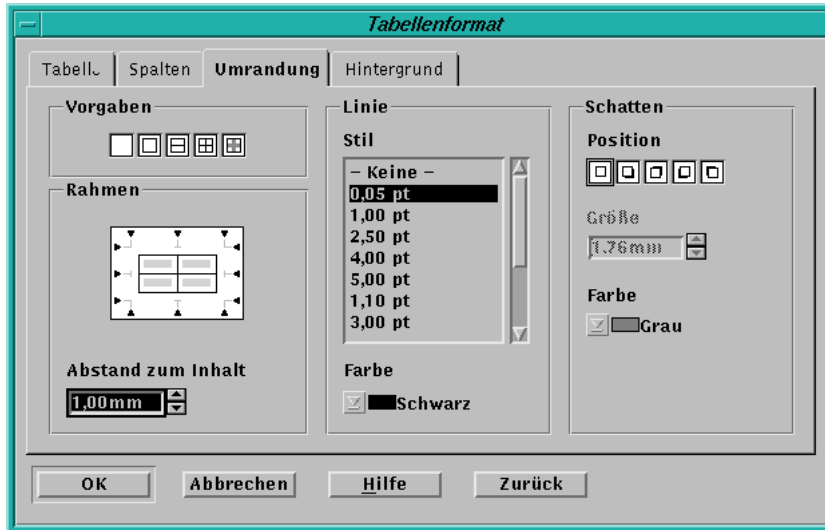 Tabellenformat
Tabelle Spalten Umrandung Hintergrund
Vorgaben
Rahmen
Abstand zum Inhalt
1,00mm
Linie
Stil
– Keine –
0,05 pt
1,00 pt
2,50 pt
4,00 pt
5,00 pt
1,10 pt
3,00 pt
Farbe
Schwarz
Schatten
Position
Größe
1.76mm
Farbe
Grau
OK Abbrechen Hilfe Zurück